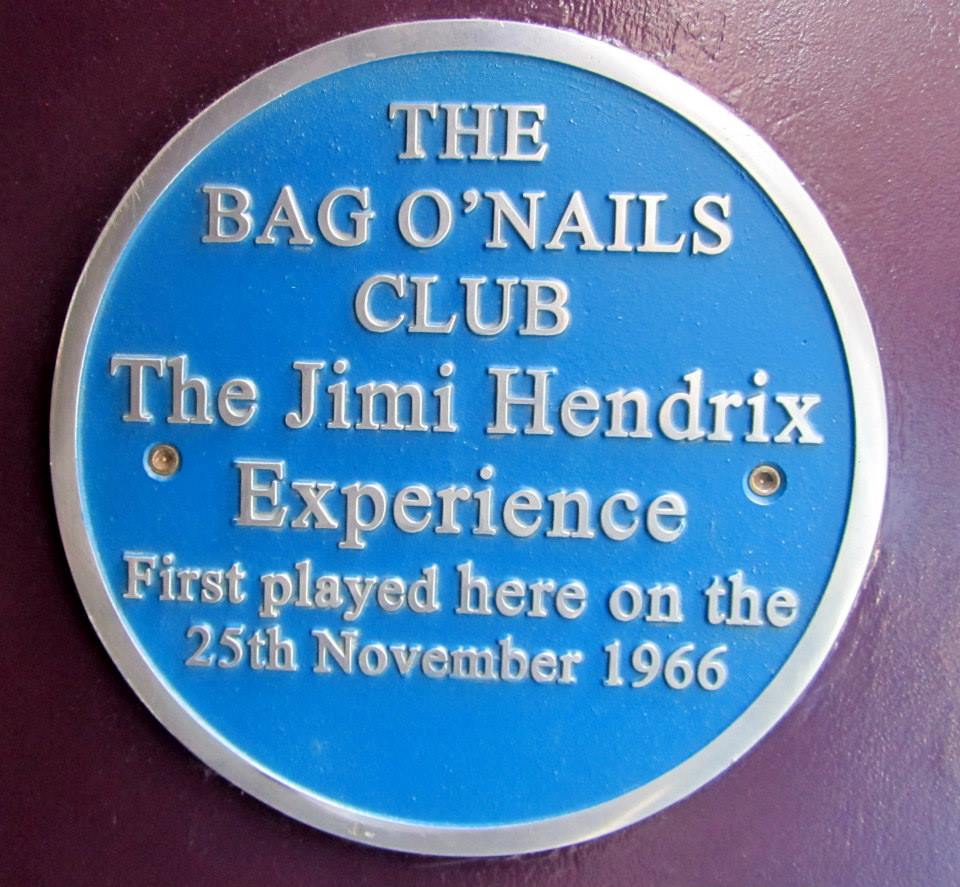 THE
BAG O'NAILS
CLUB
The Jimi Hendrix
Experience
First played here on the
25th November 1966